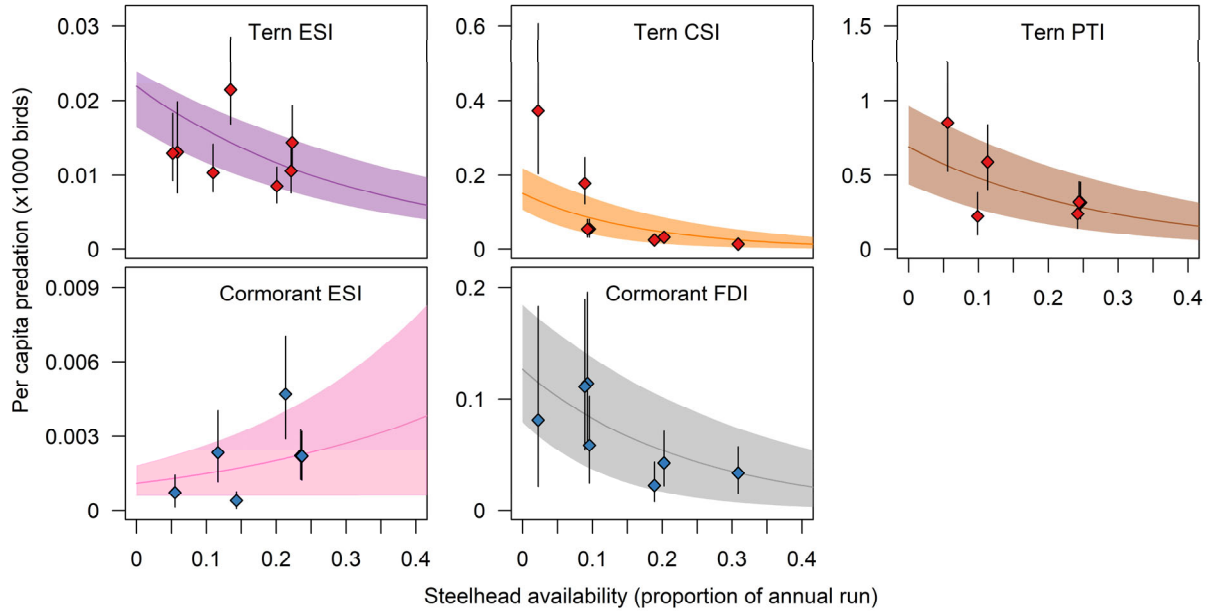 Per capita predation (x1000 birds)
Tern ESI
0.03
0.02
0.01
0
Tern CSI
0.6
0.4
0.2
0
Tern PTI
1.5
1
0.5
0
0 0.1 0.2 0.3 0.4
Cormorant ESI
0.009
0.006
0.003
0
0 0.1 0.2 0.3 0.4
Cormorant FDI
0.2
0.1
0
0 0.1 0.2 0.3 0.4
Steelhead availability (proportion of annual run)